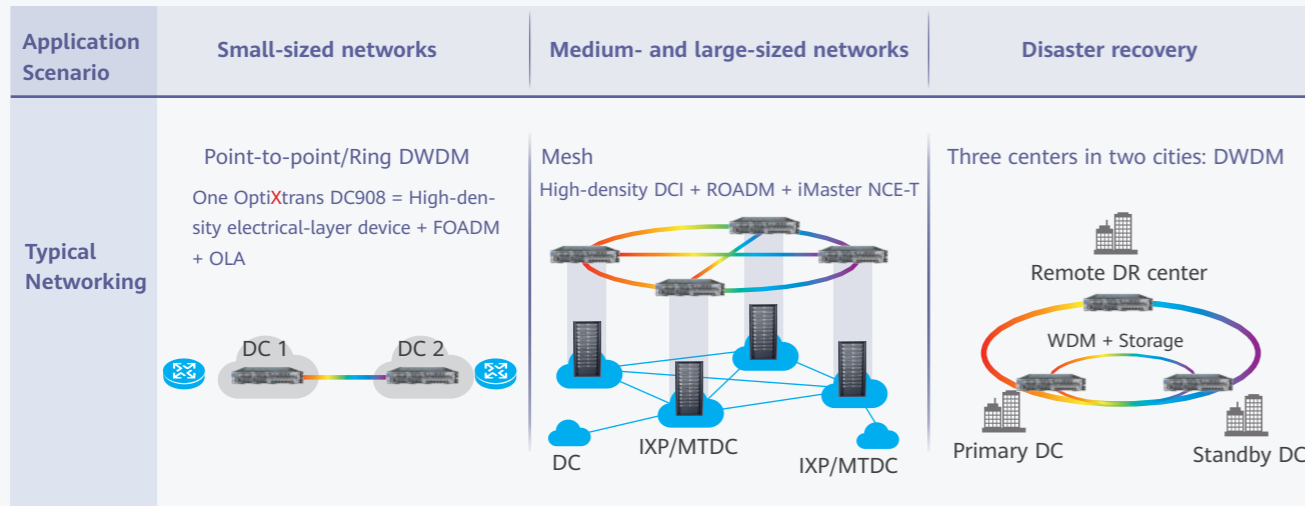 Application
Scenario
Small-sized networks
Medium- and large-sized networks
Disaster recovery
Typical
Networking
Point-to-point/Ring DWDM
One OptiXtrans DC908 = High-den-
sity electrical-layer device + FOADM
+ OLA
DC 1
DC 2
Mesh
High-density DCI + ROADM + iMaster NCE-T
DC
IXP/MTDC
IXP/MTDC
Three centers in two cities: DWDM
Remote DR center
WDM + Storage
Primary DC
Standby DC